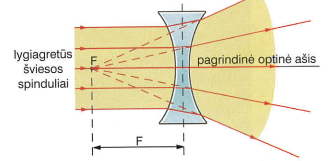 lygiagretūs
šviesos
spinduliai
F
pagrindinė optinė ašis
F